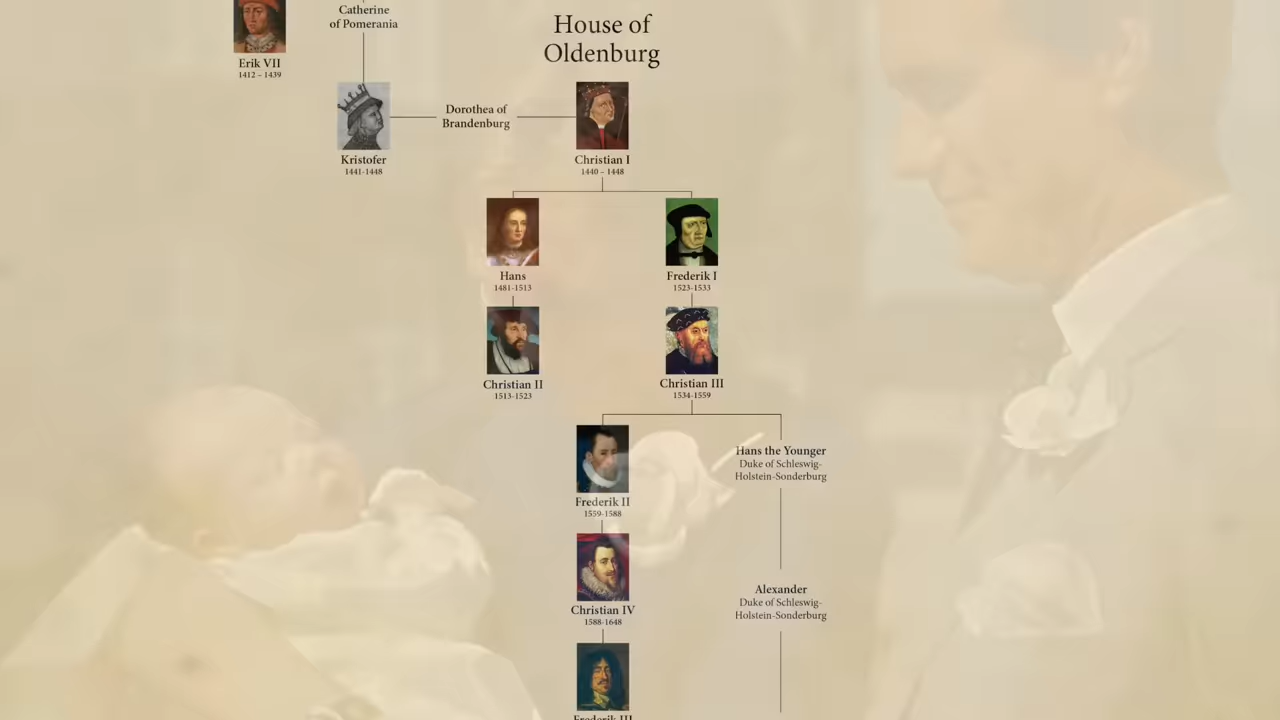 Catherine
of Pomerania
House of
Oldenburg
Erik VII
1412 – 1439
Dorothea of
Brandenburg
Kristofer
1441-1448
Christian I
1440 – 1448
Hans
1481-1513
Frederik I
1523-1533
Christian II
1513-1523
Christian III
1534-1559
Hans the Younger
Duke of Schleswig-
Holstein-Sonderburg
Frederik II
1559-1588
Alexander
Duke of Schleswig-
Holstein-Sonderburg
Christian IV
1588-1648
Frederik III